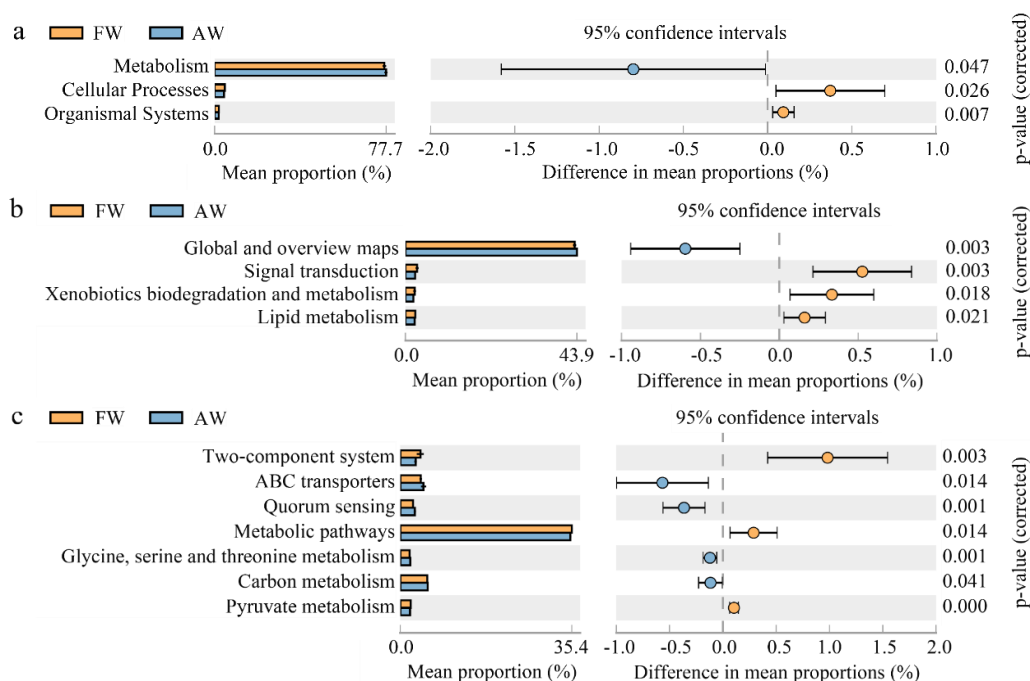 a
FW
AW
95% confidence intervals
Metabolism
0.047
Cellular Processes
0.026
Organismal Systems
0.007
0.0
77.7
-2.0
-1.5
-1.0
-0.5
0.0
0.5
1.0
Mean proportion (%)
Difference in mean proportions (%)
p-value (corrected)
b
FW
AW
95% confidence intervals
Global and overview maps
0.003
Signal transduction
0.003
Xenobiotics biodegradation and metabolism
0.018
Lipid metabolism
0.021
0.0
43.9
-1.0
-0.5
0.0
0.5
1.0
Mean proportion (%)
Difference in mean proportions (%)
p-value (corrected)
c
FW
AW
95% confidence intervals
Two-component system
0.003
ABC transporters
0.014
Quorum sensing
0.001
Metabolic pathways
0.014
Glycine, serine and threonine metabolism
0.001
Carbon metabolism
0.041
Pyruvate metabolism
0.000
0.0
35.4
-1.0
-0.5
0.0
0.5
1.0
1.5
2.0
Mean proportion (%)
Difference in mean proportions (%)
p-value (corrected)